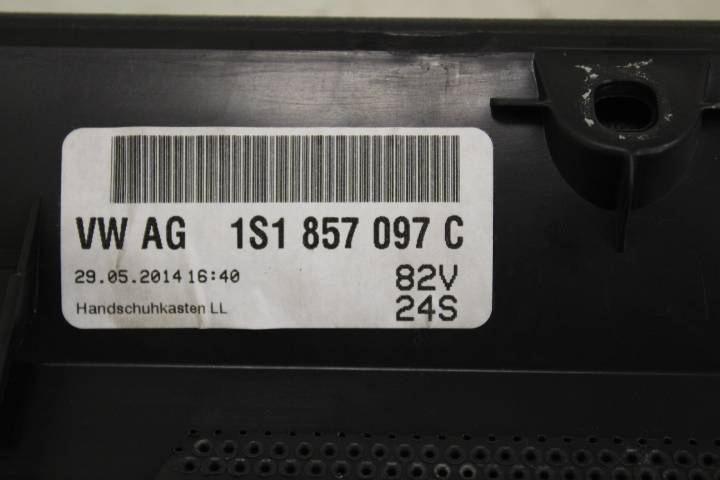 VW AG 1S1 857 097 C
29.05.2014 16:40 82V
Handschuhkasten LL 24S